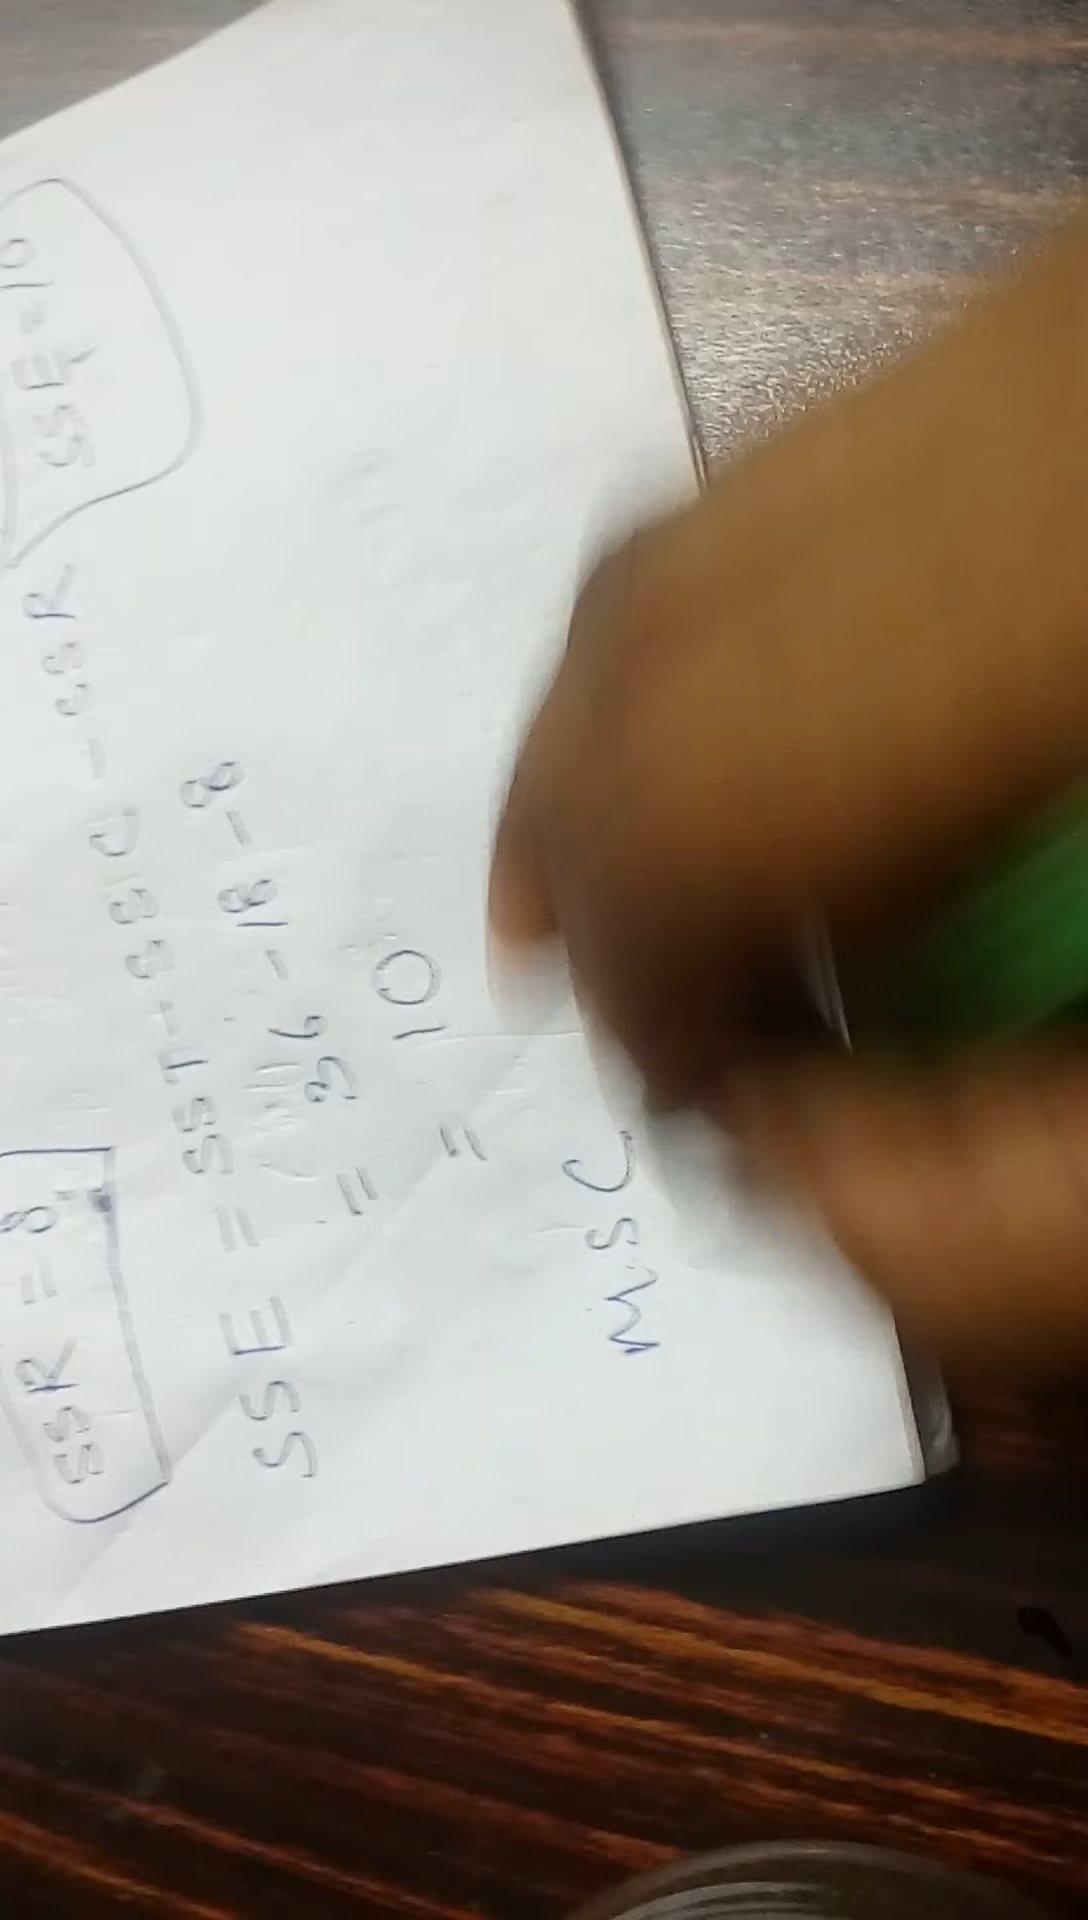 SSR = 8
SSE = 10
SSE = SST - SSC - SSR
= 36 - 18 - 8
= 10
MSC